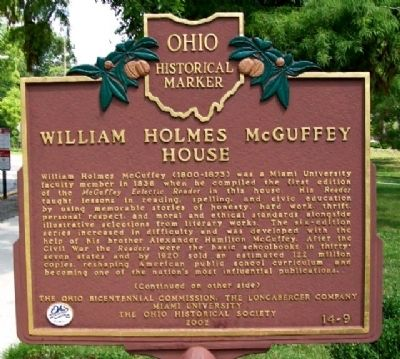 OHIO
HISTORICAL
MARKER
WILLIAM HOLMES McGUFFEY
HOUSE
William Holmes McGuffey (1800-1873) was a Miami University
faculty member in 1836 when he compiled the first edition
of the McGuffey Eclectic Reader in this house. His Reader
taught lessons in reading, spelling, and civic education
by using memorable stories of honesty, hard work, thrift,
personal respect, and moral and ethical standards alongside
illustrative selections from literary works. The six-edition
series increased in difficulty and was developed with the
help of his brother Alexander Hamilton McGuffey. After the
Civil War the Readers were the basic schoolbooks in thirty-
seven states and by 1920 sold an estimated 122 million
copies, reshaping American public school curriculum and
becoming one of the nation's most influential publications.
(Continued on other side)
THE OHIO BICENTENNIAL COMMISSION, THE LONGABERGER COMPANY
MIAMI UNIVERSITY
THE OHIO HISTORICAL SOCIETY
2002
14-9